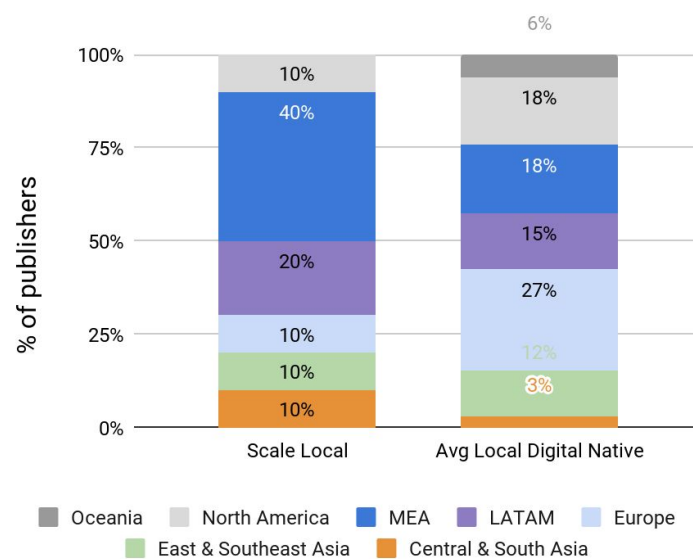 6%
100%
10%
18%
40%
75%
18%
15%
50%
20%
27%
% of publishers
25%
10%
12%
10%
3%
10%
0%
Scale Local
Avg Local Digital Native
Oceania
North America
MEA
LATAM
Europe
East & Southeast Asia
Central & South Asia